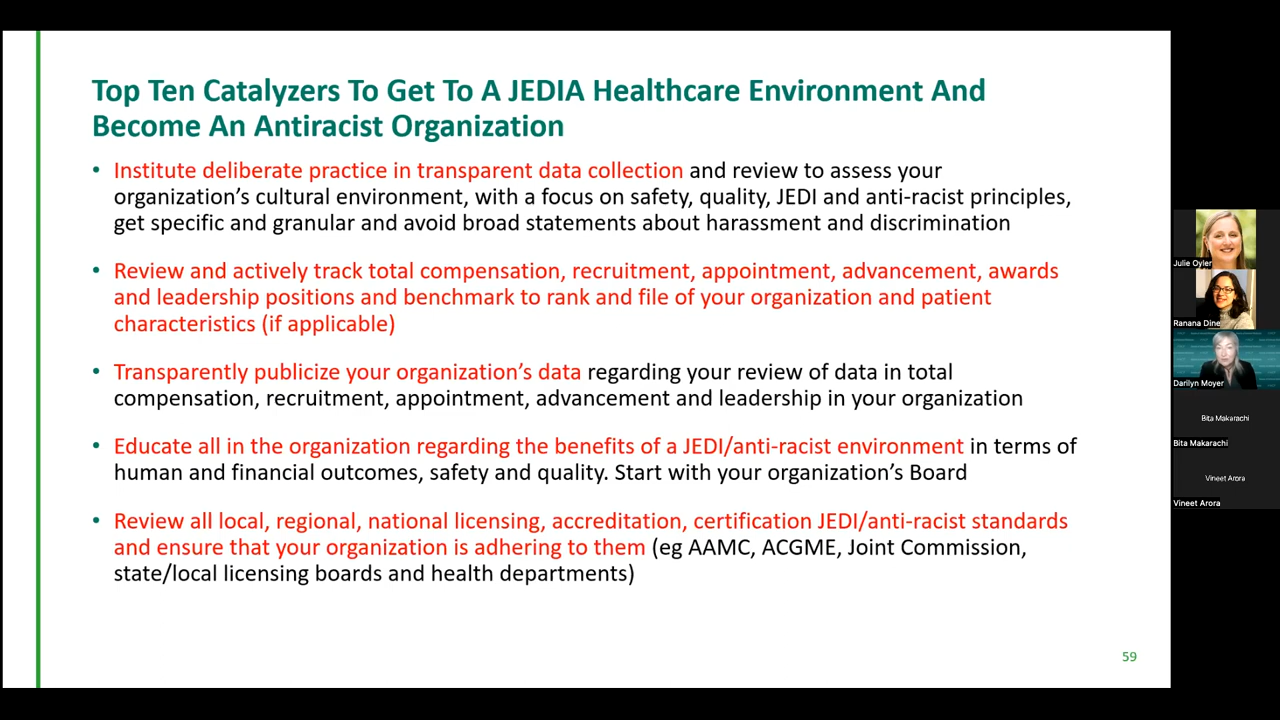 Top Ten Catalyzers To Get To A JEDIA Healthcare Environment And
Become An Antiracist Organization
• Institute deliberate practice in transparent data collection and review to assess your
organization’s cultural environment, with a focus on safety, quality, JEDI and anti-racist principles,
get specific and granular and avoid broad statements about harassment and discrimination
• Review and actively track total compensation, recruitment, appointment, advancement, awards
and leadership positions and benchmark to rank and file of your organization and patient
characteristics (if applicable)
• Transparently publicize your organization’s data regarding your review of data in total
compensation, recruitment, appointment, advancement and leadership in your organization
• Educate all in the organization regarding the benefits of a JEDI/anti-racist environment in terms of
human and financial outcomes, safety and quality. Start with your organization’s Board
• Review all local, regional, national licensing, accreditation, certification JEDI/anti-racist standards
and ensure that your organization is adhering to them (eg AAMC, ACGME, Joint Commission,
state/local licensing boards and health departments)
59
Julie Oyler
Ranana Dine
Darilyn Moyer
Bita Makarachi
Bita Makarachi
Vineet Arora
Vineet Arora